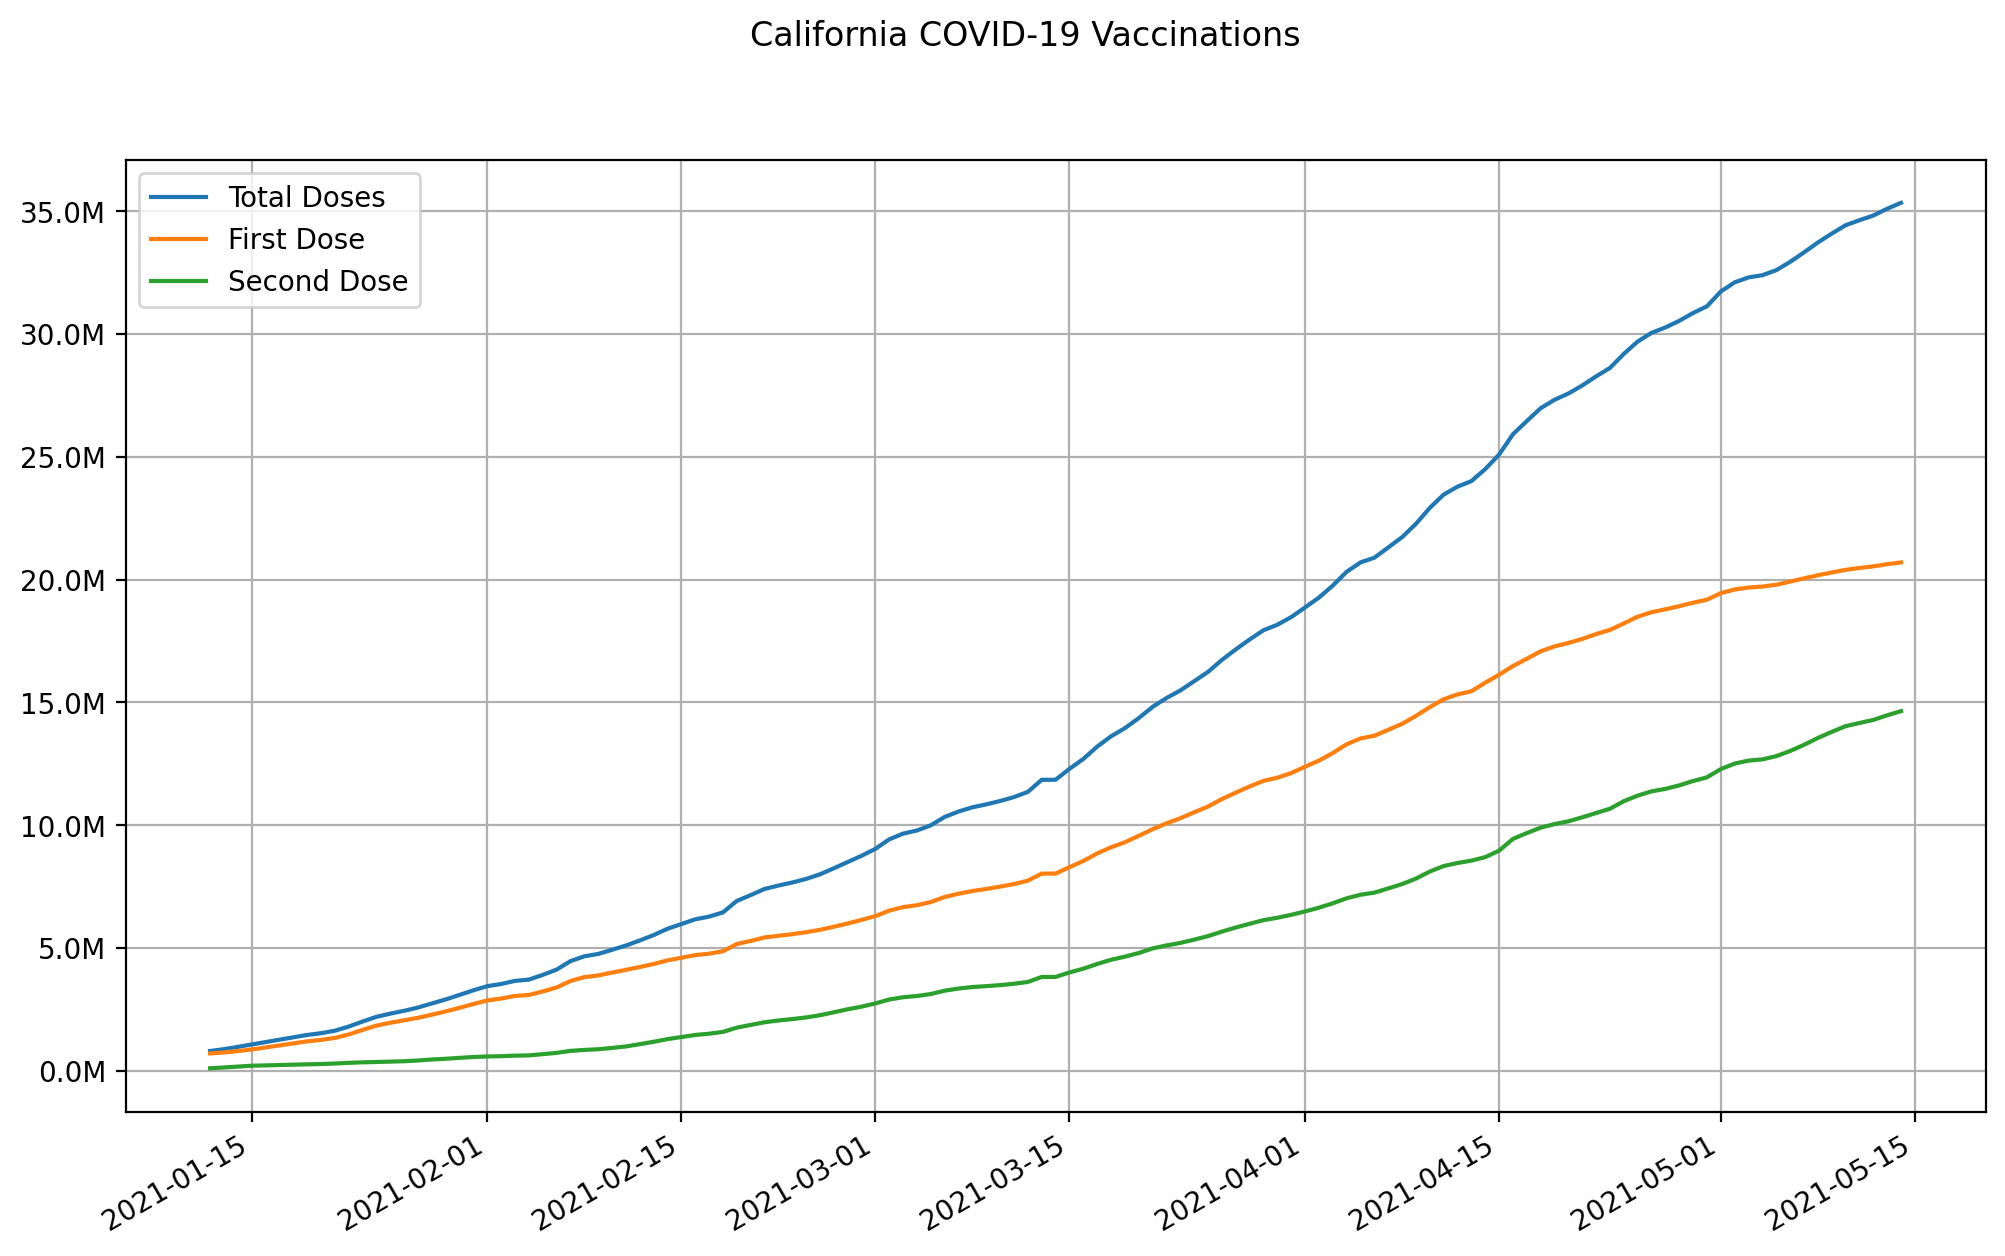 California COVID-19 Vaccinations
Total Doses
First Dose
Second Dose
35.0M
30.0M
25.0M
20.0M
15.0M
10.0M
5.0M
0.0M
2021-01-15
2021-02-01
2021-02-15
2021-03-01
2021-03-15
2021-04-01
2021-04-15
2021-05-01
2021-05-15